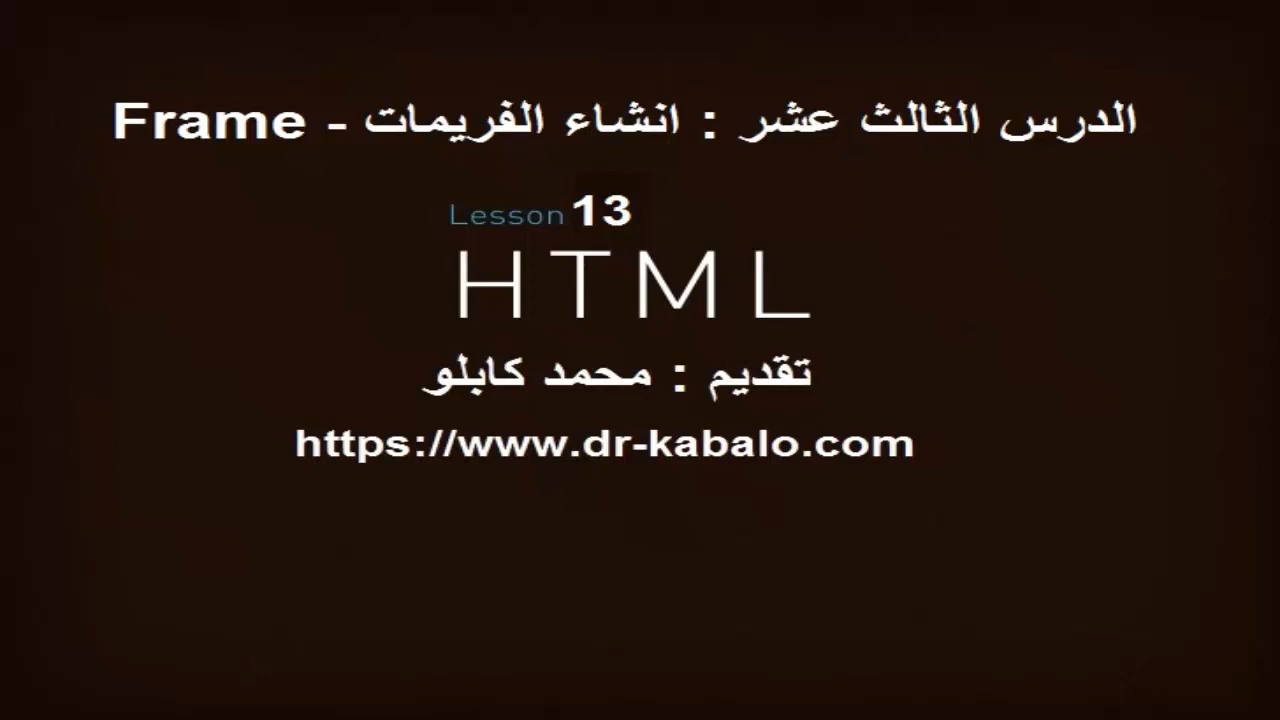 الدرس الثالث عشر : انشاء الفريمات - Frame
Lesson 13
HTML
تقديم : محمد كابلو
https://www.dr-kabalo.com